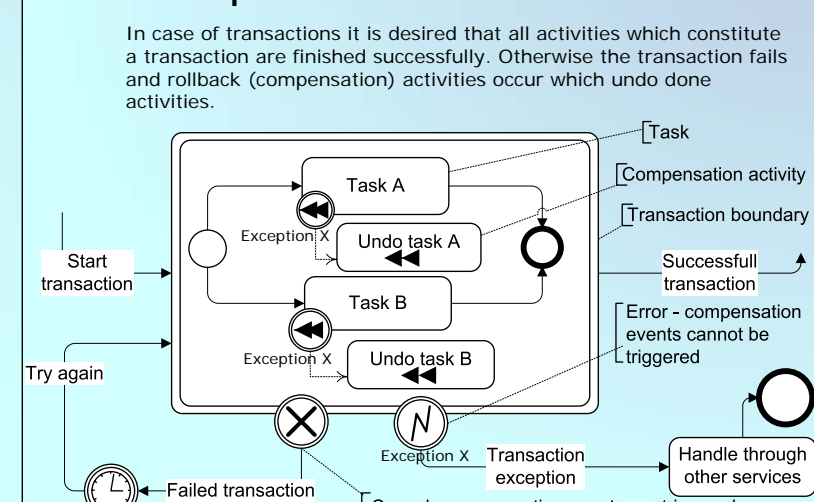 In case of transactions it is desired that all activities which constitute
a transaction are finished successfully. Otherwise the transaction fails
and rollback (compensation) activities occur which undo done
activities.
Task
Task A
Compensation activity
Transaction boundary
Exception X
Undo task A
Start
transaction
Successfull
transaction
Task B
Error - compensation
events cannot be
triggered
Exception X
Undo task B
Try again
Exception X
Transaction
exception
Handle through
other services
Failed transaction